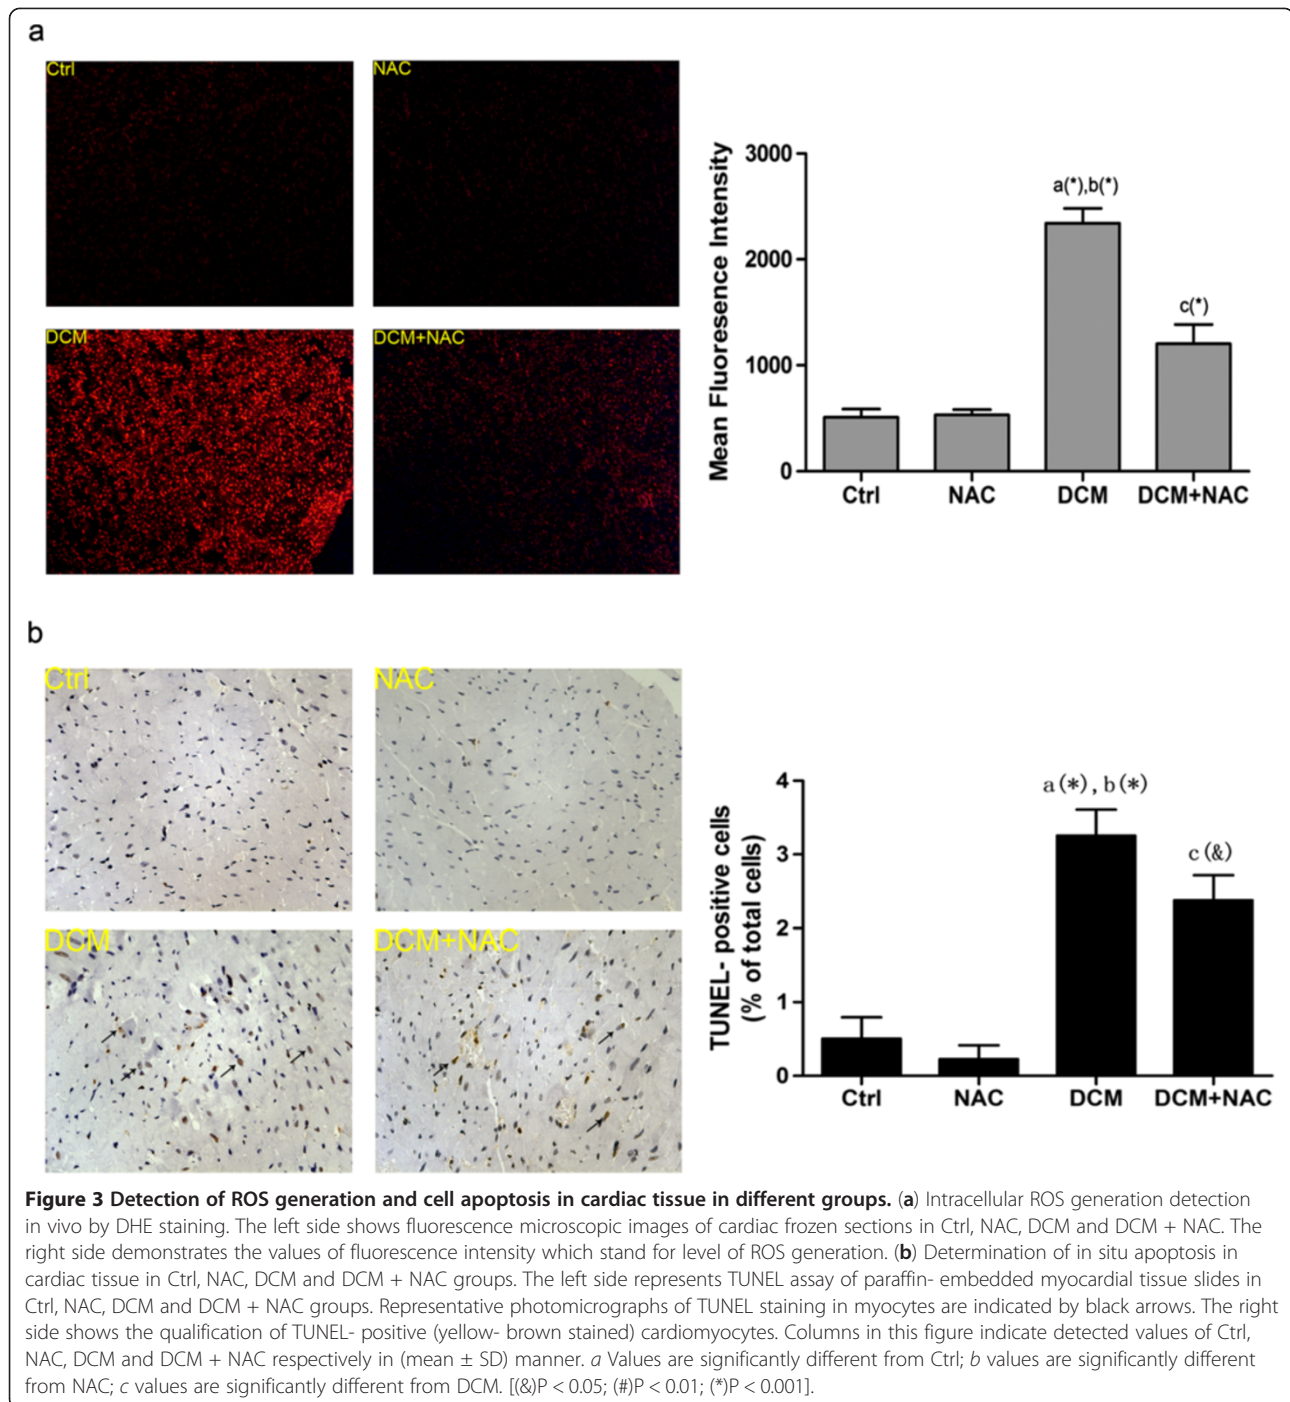 a
Ctrl
NAC
DCM
DCM+NAC
Mean Fluoresence Intensity
3000
2000
1000
0
a(*),b(*)
c(*)
Ctrl NAC DCM DCM+NAC
b
Ctrl
NAC
DCM
DCM+NAC
TUNEL- positive cells
(% of total cells)
4
3
2
1
0
a(*),b(*)
c(&)
Ctrl NAC DCM DCM+NAC
Figure 3 Detection of ROS generation and cell apoptosis in cardiac tissue in different groups. (a) Intracellular ROS generation detection
in vivo by DHE staining. The left side shows fluorescence microscopic images of cardiac frozen sections in Ctrl, NAC, DCM and DCM + NAC. The
right side demonstrates the values of fluorescence intensity which stand for level of ROS generation. (b) Determination of in situ apoptosis in
cardiac tissue in Ctrl, NAC, DCM and DCM + NAC groups. The left side represents TUNEL assay of paraffin- embedded myocardial tissue slides in
Ctrl, NAC, DCM and DCM + NAC groups. Representative photomicrographs of TUNEL staining in myocytes are indicated by black arrows. The right
side shows the qualification of TUNEL- positive (yellow- brown stained) cardiomyocytes. Columns in this figure indicate detected values of Ctrl,
NAC, DCM and DCM + NAC respectively in (mean ± SD) manner. a Values are significantly different from Ctrl; b values are significantly different
from NAC; c values are significantly different from DCM. [(&)P < 0.05; (#)P < 0.01; (*)P < 0.001].